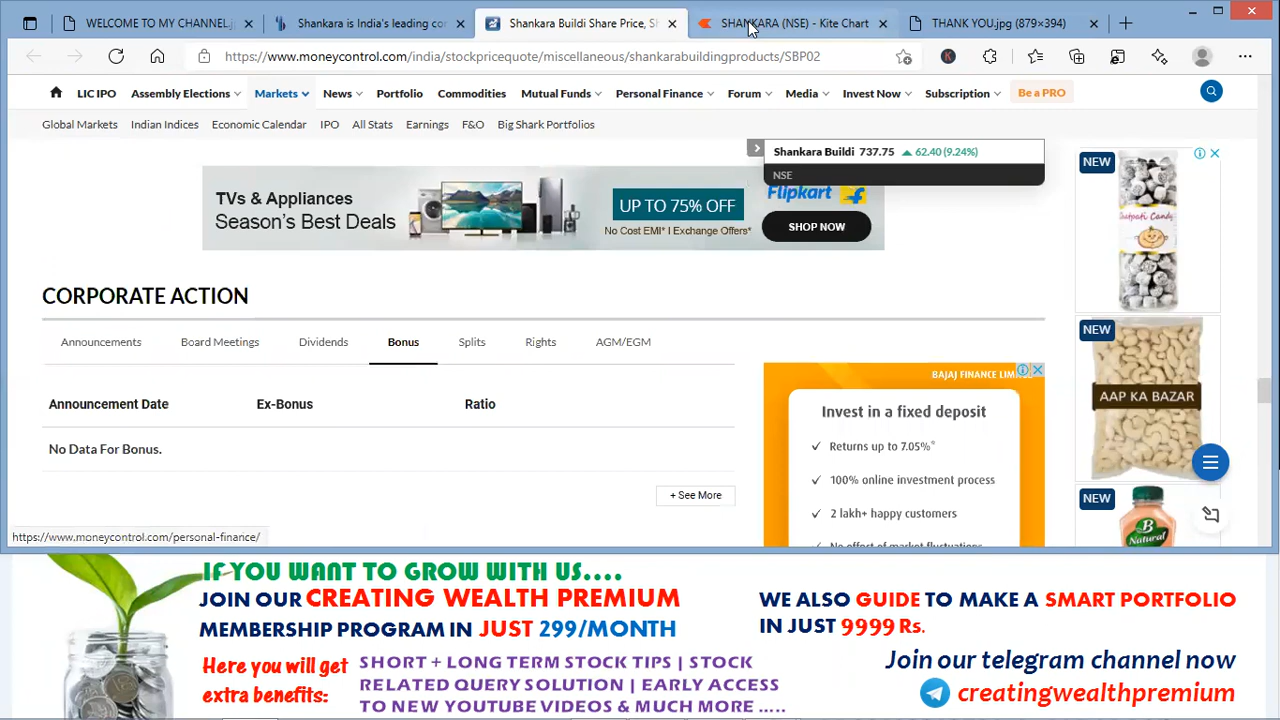 WELCOME TO MY CHANNEL.j
Shankara is India's leading co
Shankara Buildi Share Price, S
SHANKARA (NSE) - Kite Chart
THANK YOU.jpg (879×394)
https://www.moneycontrol.com/india/stockpricequote/miscellaneous/shankarabuildingproducts/SBP02
LIC IPO Assembly Elections Markets News Portfolio Commodities Mutual Funds Personal Finance Forum Media Invest Now Subscription Be a PRO
Global Markets Indian Indices Economic Calendar IPO All Stats Earnings F&O Big Shark Portfolios
Shankara Buildi 737.75 62.40 (9.24%)
NSE
TVs & Appliances
Season's Best Deals
UP TO 75% OFF
No Cost EMI* I Exchange Offers*
Flipkart
SHOP NOW
CORPORATE ACTION
Announcements Board Meetings Dividends Bonus Splits Rights AGM/EGM
Announcement Date Ex-Bonus Ratio
No Data For Bonus.
+ See More
BAJAJ FINANCE LIM
Invest in a fixed deposit
✓ Returns up to 7.05%*
✓ 100% online investment process
✓ 2 lakh+ happy customers
✓ No effect of market fluctuations
NEW
Chatpati Candy
NEW
AAP KA BAZAR
NEW
B
Natural
https://www.moneycontrol.com/personal-finance/
IF YOU WANT TO GROW WITH US....
JOIN OUR CREATING WEALTH PREMIUM
MEMBERSHIP PROGRAM IN JUST 299/MONTH
Here you will get
extra benefits:
SHORT + LONG TERM STOCK TIPS | STOCK
RELATED QUERY SOLUTION | EARLY ACCESS
TO NEW YOUTUBE VIDEOS & MUCH MORE .....
WE ALSO GUIDE TO MAKE A SMART PORTFOLIO
IN JUST 9999 Rs.
Join our telegram channel now
creatingwealthpremium